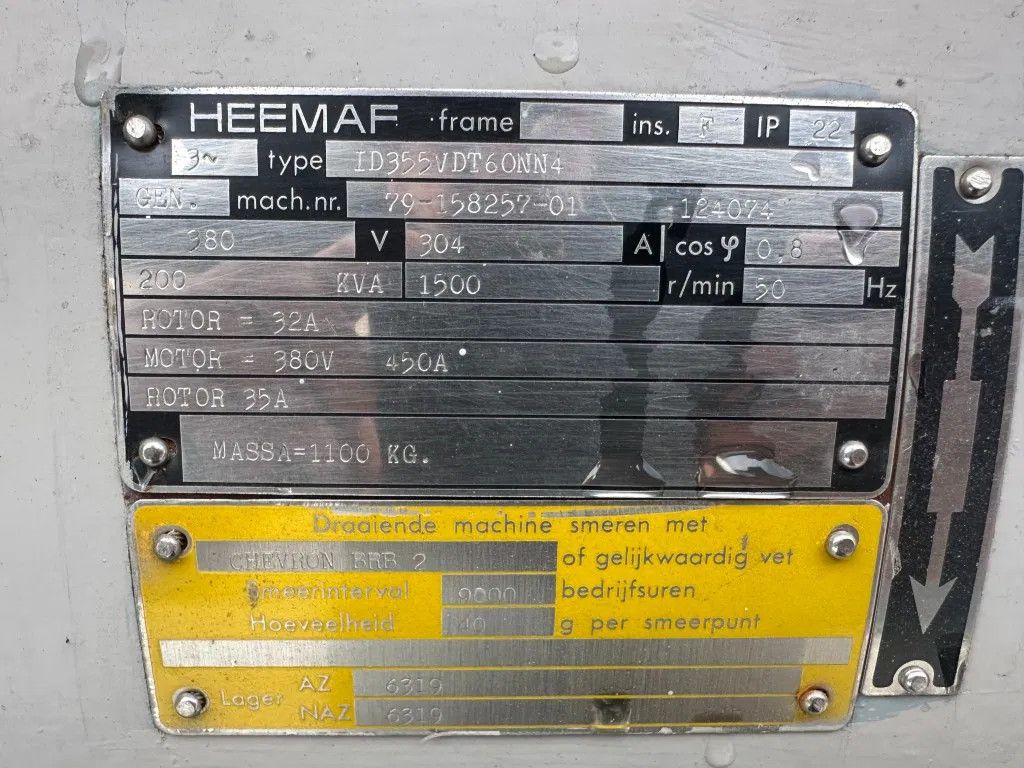 HEEMAF frame ins. F IP 22
3~ type ID355VDT60NN4
GEN. mach.nr. 79-158257-01 124074
380 V 304 A cos φ 0,8
200 KVA 1500 r/min 50 Hz
ROTOR = 32A
MOTOR = 380V 450A
ROTOR 35A
MASSA=1100 KG.
Draaiende machine smeren met
CHEVRON BRB 2 of gelijkwaardig vet
Smeerinterval 9000 bedrijfsuren
Hoeveelheid 40 g per smeerpunt
Lager AZ 6319
NAZ 6319